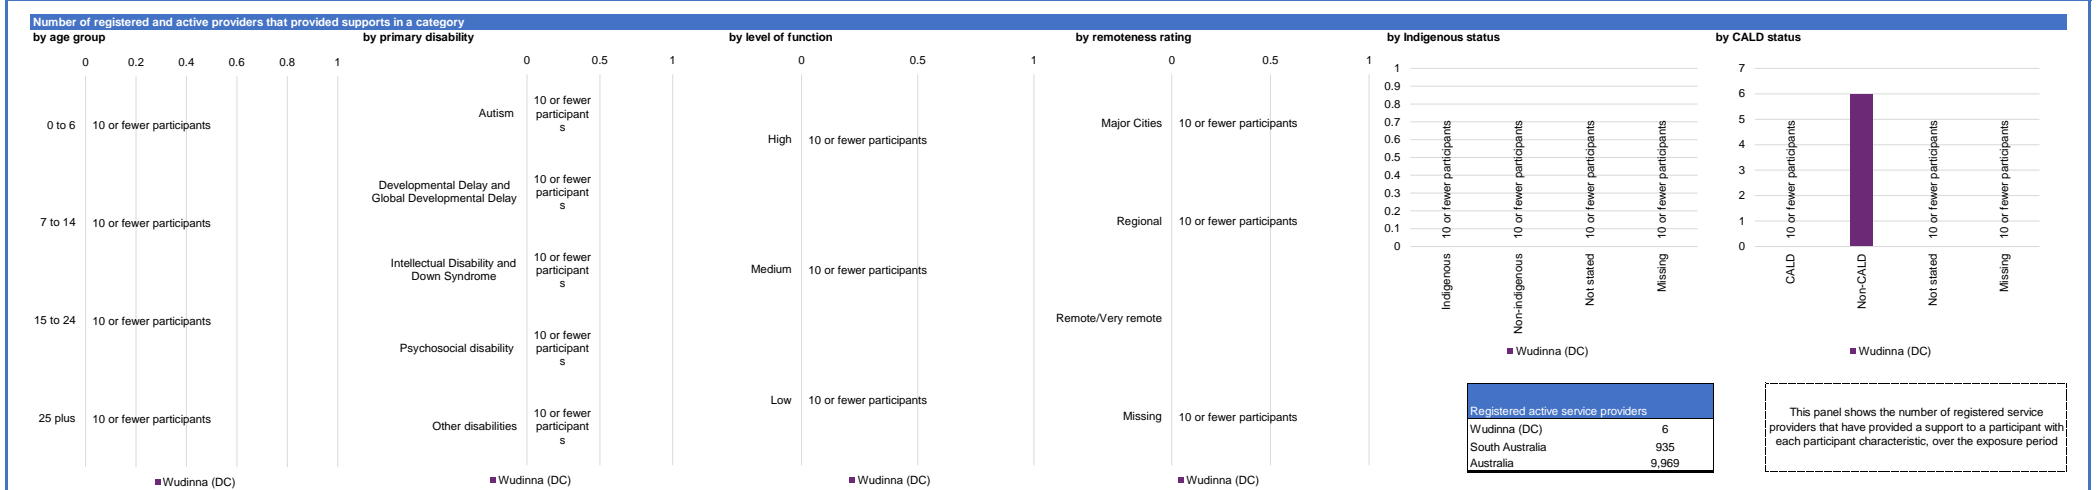 Number of registered and active providers that provided supports in a category
by age group
0 0.2 0.4 0.6 0.8 1
0 to 6 10 or fewer participants
7 to 14 10 or fewer participants
15 to 24 10 or fewer participants
25 plus 10 or fewer participants
Wudinna (DC)
by primary disability
0 0.5 1
Autism
10 or fewer
participant
s
Developmental Delay and
Global Developmental Delay
10 or fewer
participant
s
Intellectual Disability and
Down Syndrome
10 or fewer
participant
s
Psychosocial disability
10 or fewer
participant
s
Other disabilities
10 or fewer
participant
s
Wudinna (DC)
by level of function
0 0.5 1
High 10 or fewer participants
Medium 10 or fewer participants
Low 10 or fewer participants
Wudinna (DC)
by remoteness rating
0 0.5 1
Major Cities 10 or fewer participants
Regional 10 or fewer participants
Remote/Very remote
Missing 10 or fewer participants
Wudinna (DC)
by Indigenous status
1
0.9
0.8
0.7
0.6
0.5
0.4
0.3
0.2
0.1
0
10 or fewer participants
10 or fewer participants
10 or fewer participants
10 or fewer participants
Indigenous
Non-indigenous
Not stated
Missing
Wudinna (DC)
by CALD status
7
6
5
4
3
2
1
0
10 or fewer participants
10 or fewer participants
10 or fewer participants
CALD
Non-CALD
Not stated
Missing
Wudinna (DC)
Registered active service providers
Wudinna (DC) 6
South Australia 935
Australia 9,969
This panel shows the number of registered service
providers that have provided a support to a participant with
each participant characteristic, over the exposure period